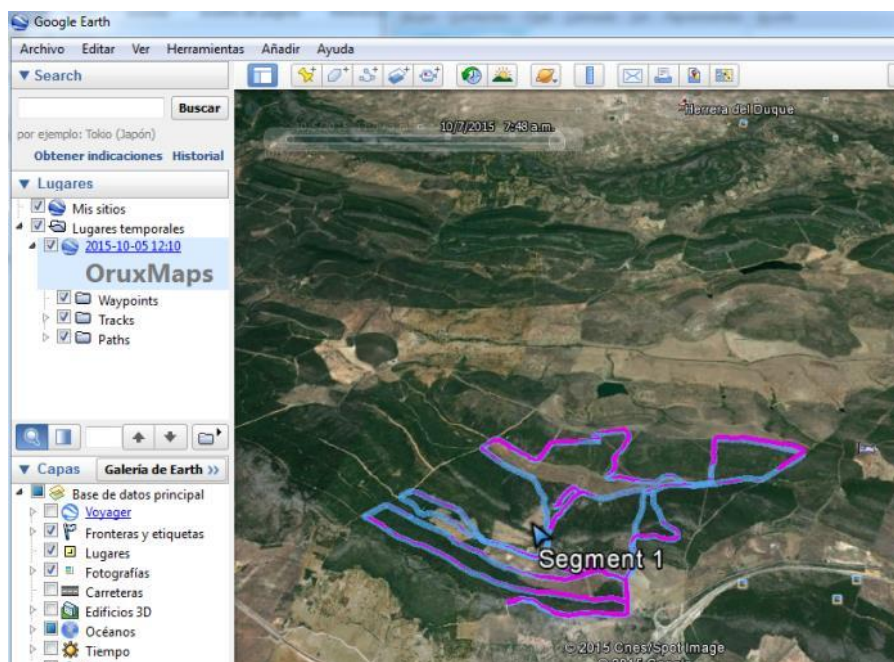 Google Earth
Archivo Editar Ver Herramientas Añadir Ayuda
Search
Buscar
por ejemplo: Tokio (Japón)
Obtener indicaciones Historial
Lugares
Mis sitios
Lugares temporales
2015-10-05 12:10
OruxMaps
Waypoints
Tracks
Paths
Capas Galería de Earth >>
Base de datos principal
Voyager
Fronteras y etiquetas
Lugares
Fotografías
Carreteras
Edificios 3D
Océanos
Tiempo
10/7/2015 7:48 a.m.
Herrera del Duque
Segment 1
© 2015 Cnes/Spot Image